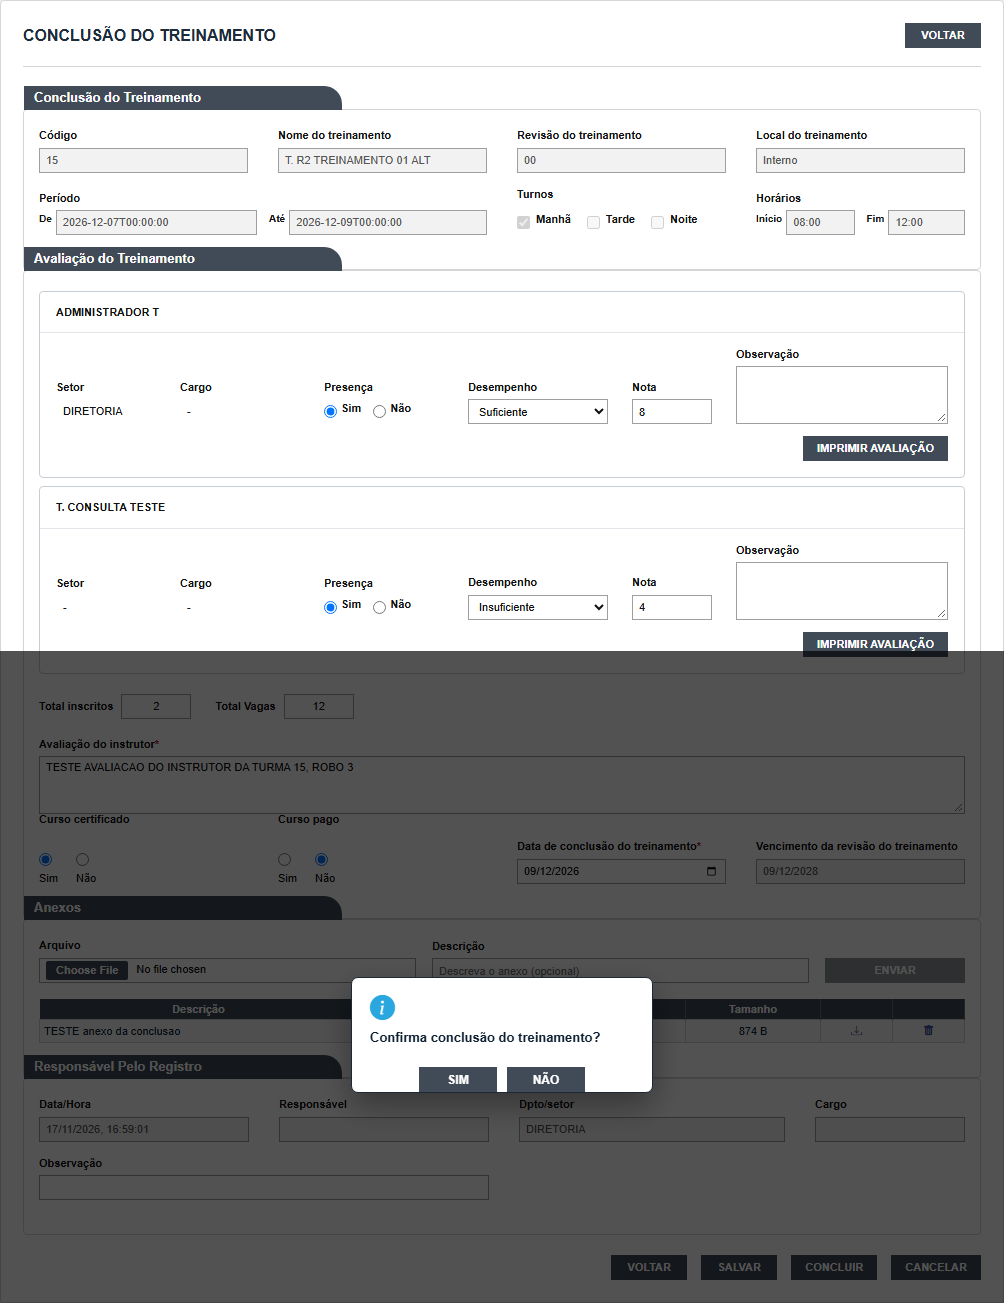 CONCLUSÃO DO TREINAMENTO
VOLTAR
Conclusão do Treinamento
Código
Nome do treinamento
Revisão do treinamento
Local do treinamento
15
T. R2 TREINAMENTO 01 ALT
00
Interno
Período
Turnos
Horários
De
2026-12-07T00:00:00
Até
2026-12-09T00:00:00
Manhã
Tarde
Noite
Início
08:00
Fim
12:00
Avaliação do Treinamento
ADMINISTRADOR T
Observação
Setor
Cargo
Presença
Desempenho
Nota
DIRETORIA
-
Sim
Não
Suficiente
8
IMPRIMIR AVALIAÇÃO
T. CONSULTA TESTE
Observação
Setor
Cargo
Presença
Desempenho
Nota
-
-
Sim
Não
Insuficiente
4
IMPRIMIR AVALIAÇÃO
Total inscritos
2
Total Vagas
12
Avaliação do instrutor*
TESTE AVALIACAO DO INSTRUTOR DA TURMA 15, ROBO 3
Curso certificado
Curso pago
Sim
Não
Sim
Não
Data de conclusão do treinamento*
Vencimento da revisão do treinamento
09/12/2026
09/12/2028
Anexos
Arquivo
Descrição
Choose File
No file chosen
Descreva o anexo (opcional)
ENVIAR
Descrição
Tamanho
TESTE anexo da conclusao
874 B
i
Confirma conclusão do treinamento?
SIM
NÃO
Responsável Pelo Registro
Data/Hora
Responsável
Dpto/setor
Cargo
17/11/2026, 16:59:01
DIRETORIA
Observação
VOLTAR
SALVAR
CONCLUIR
CANCELAR